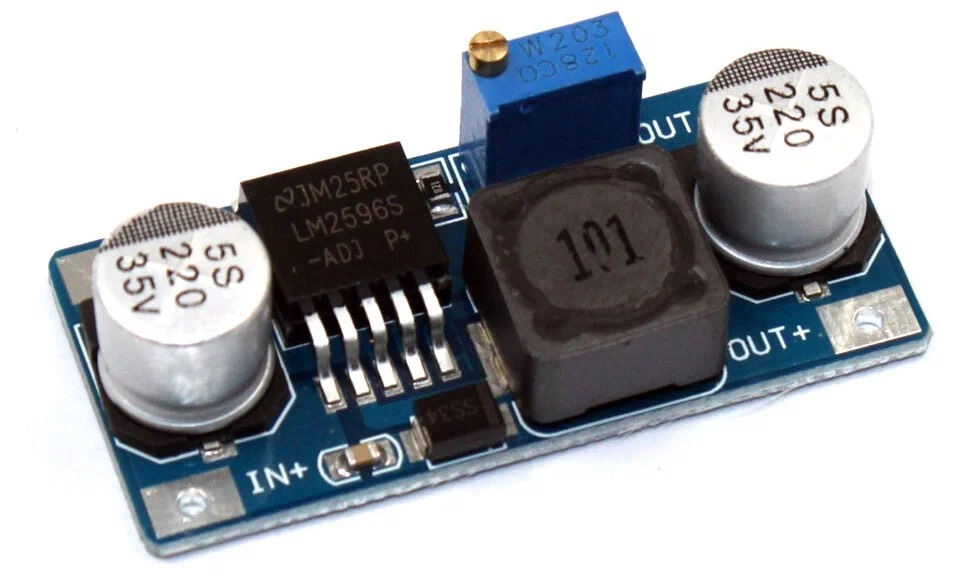 W203
128CO
OUT
5S
220
35V
JM25RP
LM2596S
-ADJ P+
101
5S
220
35V
OUT+
SS34
IN+